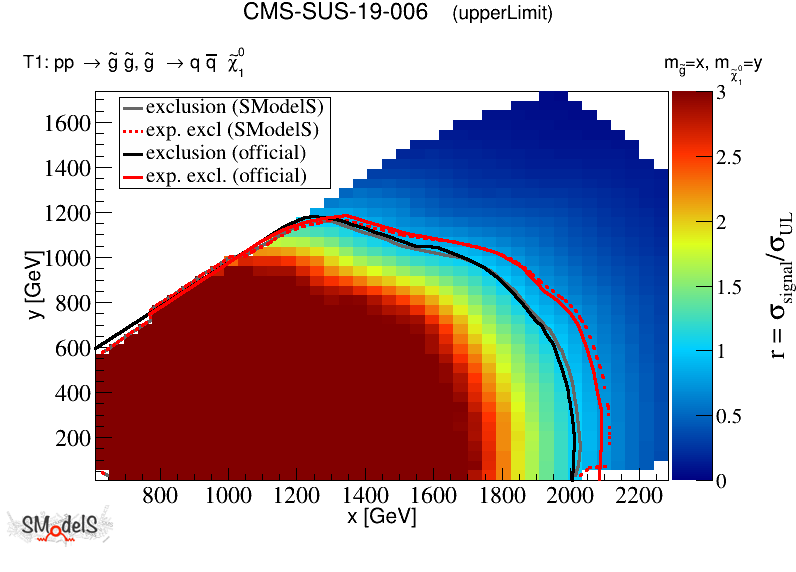 CMS-SUS-19-006 (upperLimit)
T1: pp → g̃ g̃, g̃ → q q̅ χ̃₁⁰
m_g̃=x, m_χ̃₁⁰=y
exclusion (SModelS)
exp. excl (SModelS)
exclusion (official)
exp. excl. (official)
1600
1400
1200
1000
800
600
400
200
y [GeV]
800 1000 1200 1400 1600 1800 2000 2200
x [GeV]
3
2.5
2
1.5
1
0.5
0
r = σ_signal/σ_UL
SModelS